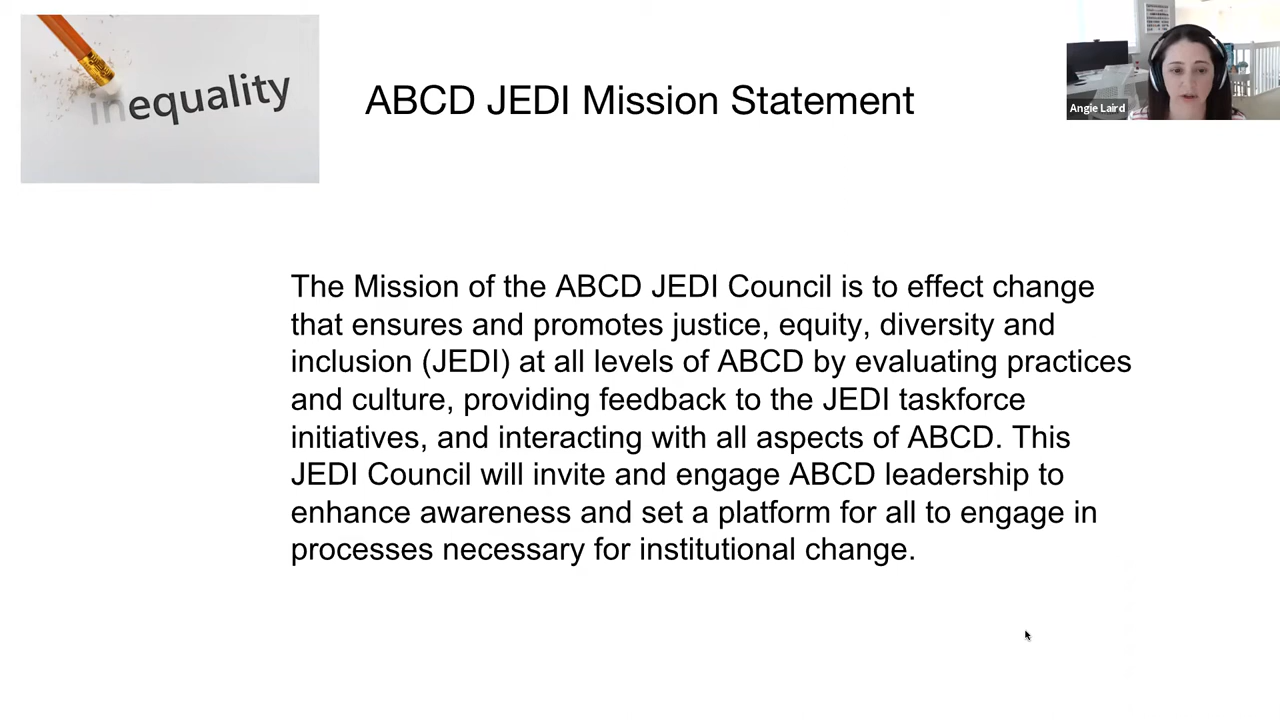 inequality
ABCD JEDI Mission Statement
Angie Laird
The Mission of the ABCD JEDI Council is to effect change
that ensures and promotes justice, equity, diversity and
inclusion (JEDI) at all levels of ABCD by evaluating practices
and culture, providing feedback to the JEDI taskforce
initiatives, and interacting with all aspects of ABCD. This
JEDI Council will invite and engage ABCD leadership to
enhance awareness and set a platform for all to engage in
processes necessary for institutional change.